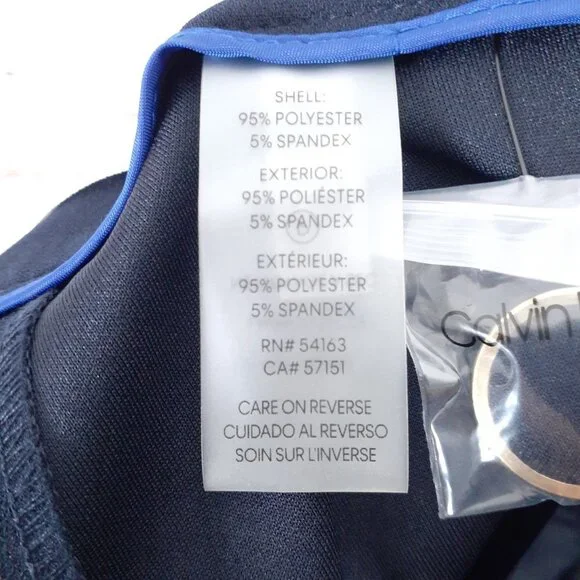 SHELL:
95% POLYESTER
5% SPANDEX
EXTERIOR:
95% POLIÉSTER
5% SPANDEX
EXTÉRIEUR:
95% POLYESTER
5% SPANDEX
RN# 54163
CA# 57151
CARE ON REVERSE
CUIDADO AL REVERSO
SOIN SUR L'INVERSE
Calvin